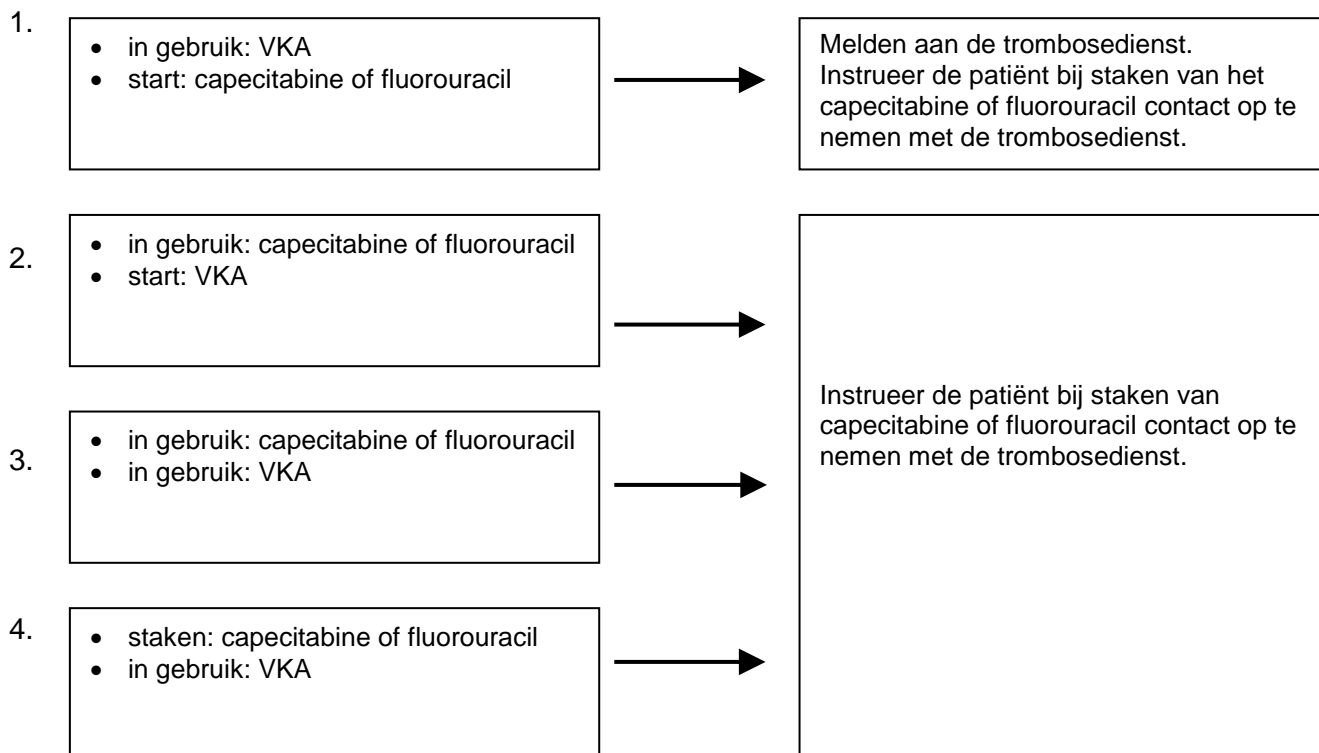 1.
• in gebruik: VKA
• start: capecitabine of fluorouracil
Melden aan de trombosedienst.
Instrueer de patiënt bij staken van het
capecitabine of fluorouracil contact op te
nemen met de trombosedienst.
2.
• in gebruik: capecitabine of fluorouracil
• start: VKA
3.
• in gebruik: capecitabine of fluorouracil
• in gebruik: VKA
Instrueer de patiënt bij staken van
capecitabine of fluorouracil contact op te
nemen met de trombosedienst.
4.
• staken: capecitabine of fluorouracil
• in gebruik: VKA